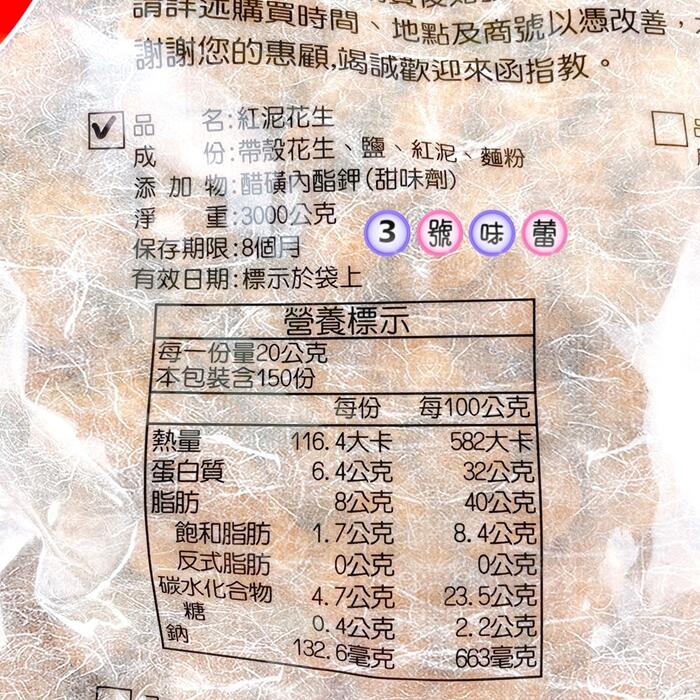 請詳述購買時間、地點及商號以憑改善，
謝謝您的惠顧,竭誠歡迎來函指教。
品名:紅泥花生
成份:帶殼花生、鹽、紅泥、麵粉
添加物:醋磺內酯鉀(甜味劑)
淨重:3000公克
3號味蕾
保存期限:8個月
有效日期:標示於袋上
營養標示
每一份量20公克
本包裝含150份
每份 每100公克
熱量 116.4大卡 582大卡
蛋白質 6.4公克 32公克
脂肪 8公克 40公克
飽和脂肪 1.7公克 8.4公克
反式脂肪 0公克 0公克
碳水化合物 4.7公克 23.5公克
糖 0.4公克 2.2公克
鈉 132.6毫克 663毫克